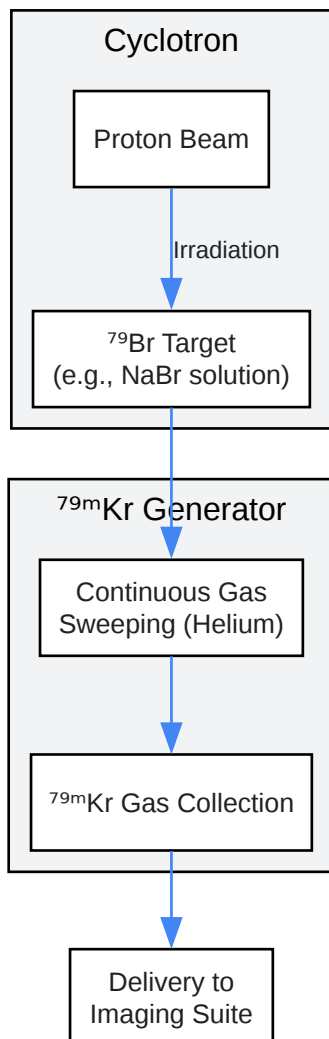 Cyclotron
Proton Beam
Irradiation
⁷⁹Br Target
(e.g., NaBr solution)
⁷⁹ᵐKr Generator
Continuous Gas
Sweeping (Helium)
⁷⁹ᵐKr Gas Collection
Delivery to
Imaging Suite